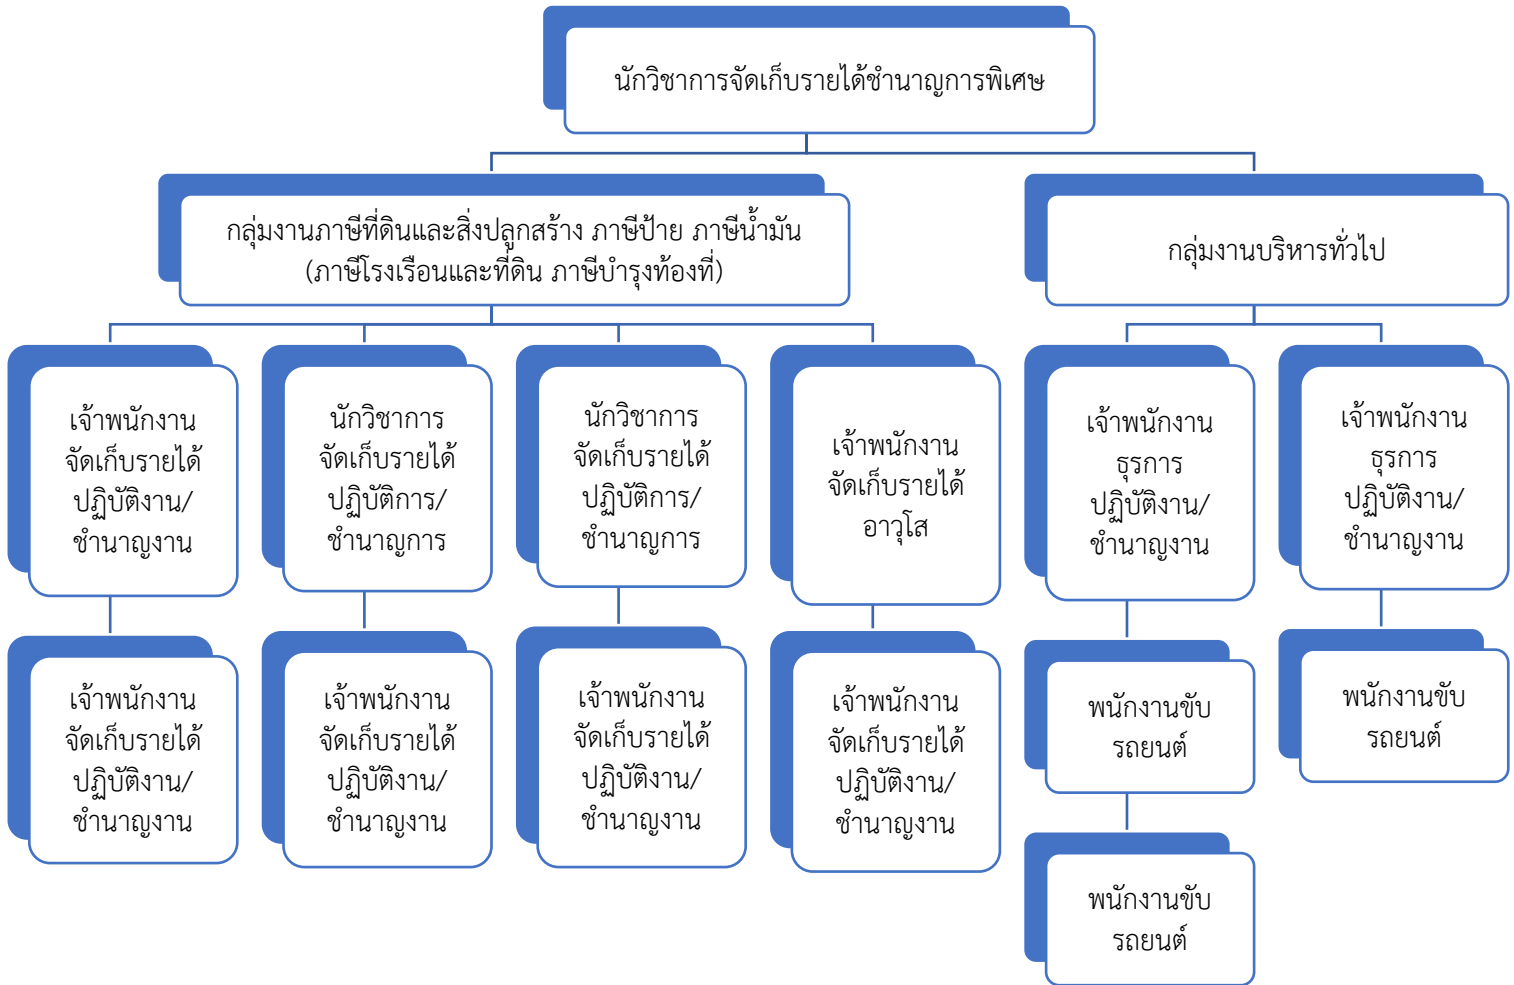 นักวิชาการจัดเก็บรายได้ชำนาญการพิเศษ
กลุ่มงานภาษีที่ดินและสิ่งปลูกสร้าง ภาษีป้าย ภาษีน้ำมัน
(ภาษีโรงเรือนและที่ดิน ภาษีบำรุงท้องที่)
กลุ่มงานบริหารทั่วไป
เจ้าพนักงาน
จัดเก็บรายได้
ปฏิบัติงาน/
ชำนาญงาน
นักวิชาการ
จัดเก็บรายได้
ปฏิบัติการ/
ชำนาญการ
นักวิชาการ
จัดเก็บรายได้
ปฏิบัติการ/
ชำนาญการ
เจ้าพนักงาน
จัดเก็บรายได้
อาวุโส
เจ้าพนักงาน
ธุรการ
ปฏิบัติงาน/
ชำนาญงาน
เจ้าพนักงาน
ธุรการ
ปฏิบัติงาน/
ชำนาญงาน
เจ้าพนักงาน
จัดเก็บรายได้
ปฏิบัติงาน/
ชำนาญงาน
เจ้าพนักงาน
จัดเก็บรายได้
ปฏิบัติงาน/
ชำนาญงาน
เจ้าพนักงาน
จัดเก็บรายได้
ปฏิบัติงาน/
ชำนาญงาน
เจ้าพนักงาน
จัดเก็บรายได้
ปฏิบัติงาน/
ชำนาญงาน
พนักงานขับ
รถยนต์
พนักงานขับ
รถยนต์
พนักงานขับ
รถยนต์